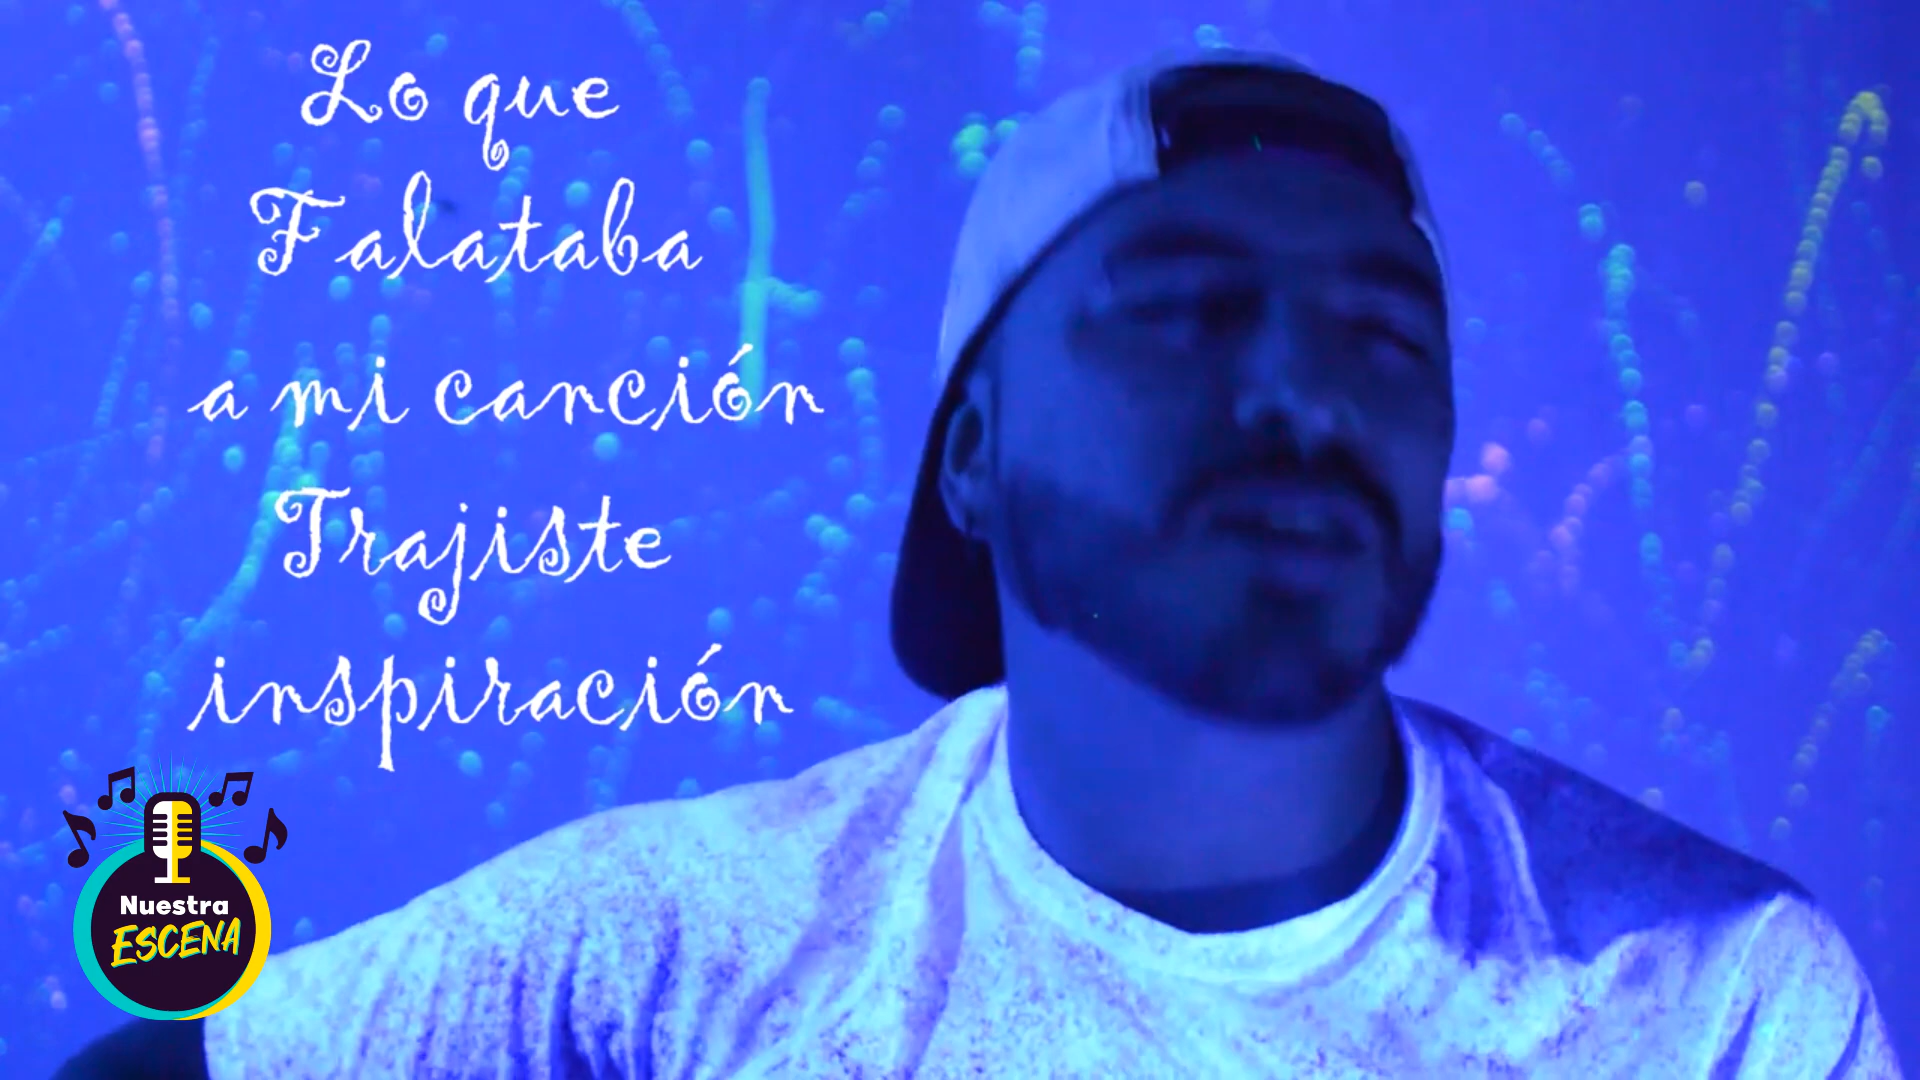 Lo que
Falataba
a mi canción
Trajiste
inspiración
Nuestra
ESCENA